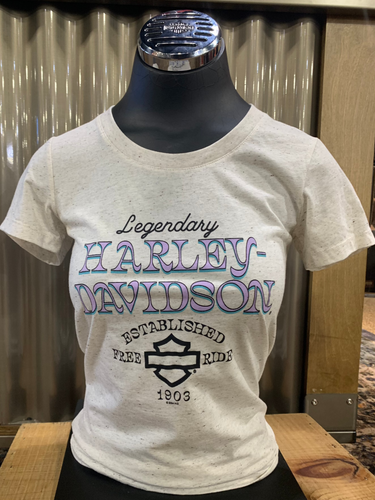 Legendary
HARLEY-
DAVIDSON
ESTABLISHED
FREE RIDE
1903